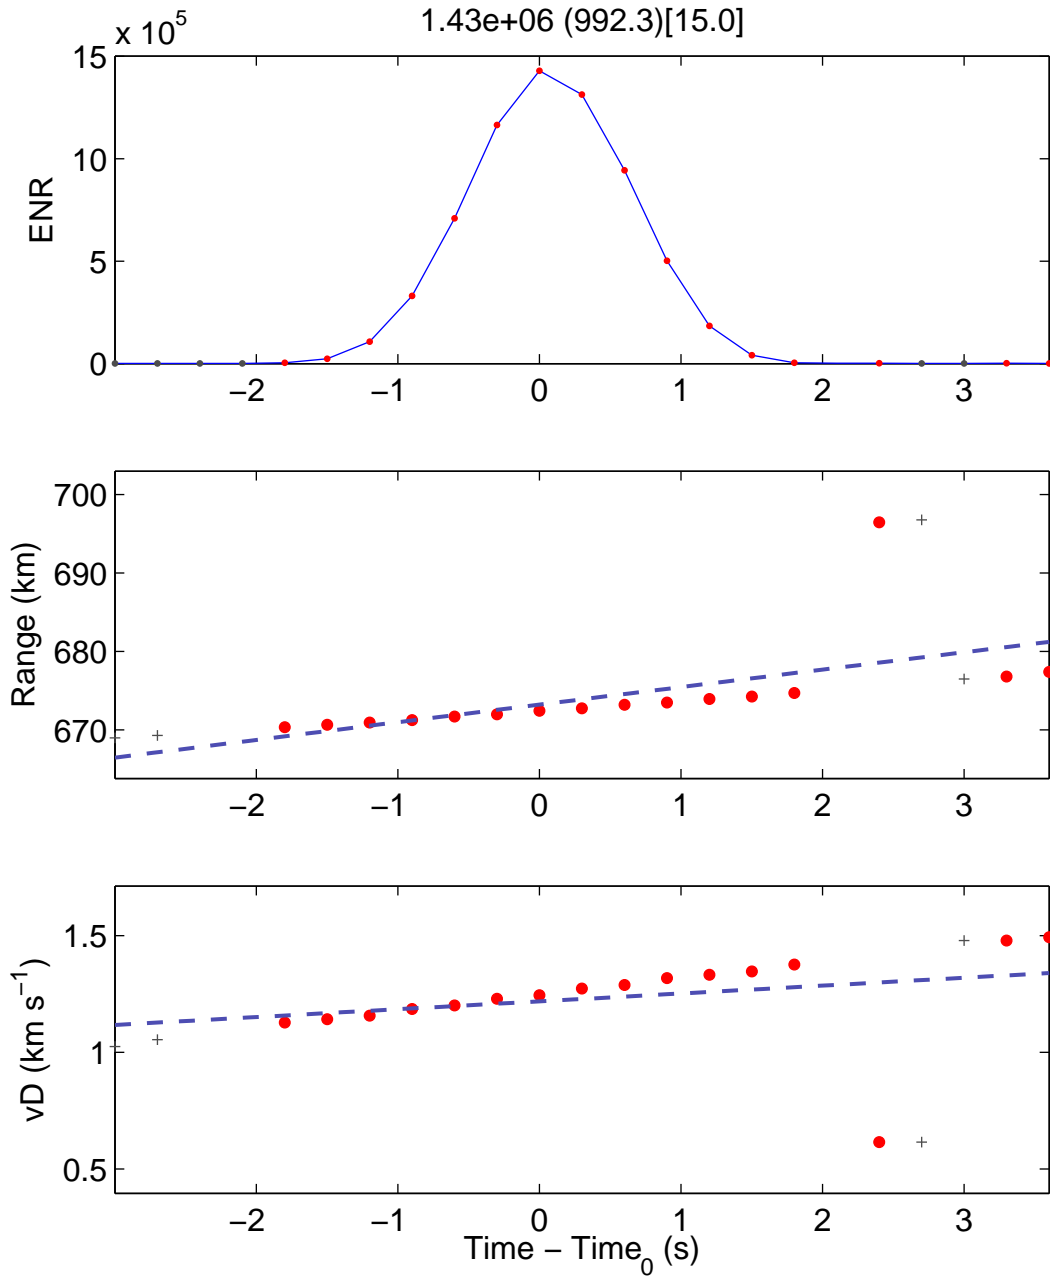 1.43e+06 (992.3)[15.0]
x 10^5
15
10
5
0
ENR
−2 −1 0 1 2 3
700
690
680
670
Range (km)
−2 −1 0 1 2 3
1.5
1
0.5
vD (km s^−1)
−2 −1 0 1 2 3
Time − Time_0 (s)